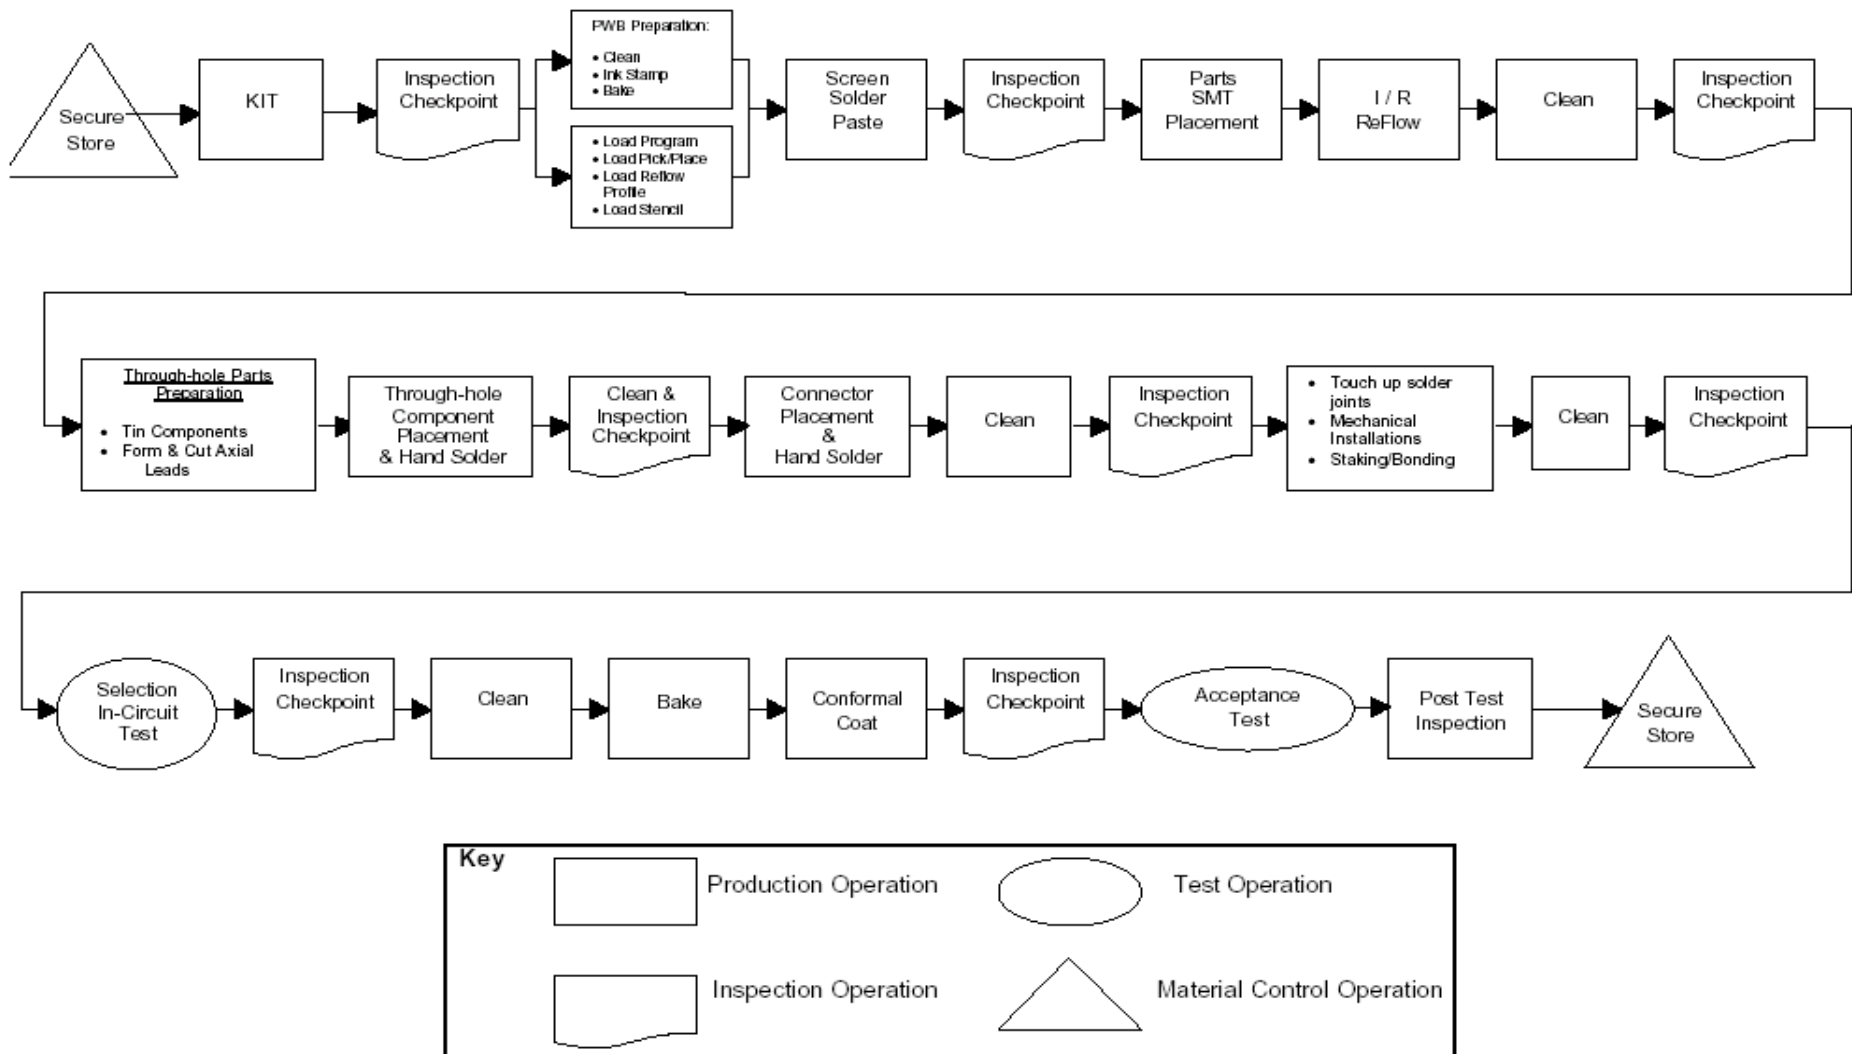 Secure
Store
KIT
Inspection
Checkpoint
PWB Preparation:
• Clean
• Ink Stamp
• Bake
• Load Program
• Load Pick/Place
• Load Reflow
Profile
• Load Stencil
Screen
Solder
Paste
Inspection
Checkpoint
Parts
SMT
Placement
I / R
ReFlow
Clean
Inspection
Checkpoint
Through-hole Parts
Preparation
• Tin Components
• Form & Cut Axial
Leads
Through-hole
Component
Placement
& Hand Solder
Clean &
Inspection
Checkpoint
Connector
Placement
&
Hand Solder
Clean
Inspection
Checkpoint
• Touch up solder
joints
• Mechanical
Installations
• Staking/Bonding
Clean
Inspection
Checkpoint
Selection
In-Circuit
Test
Inspection
Checkpoint
Clean
Bake
Conformal
Coat
Inspection
Checkpoint
Acceptance
Test
Post Test
Inspection
Secure
Store
Key
Production Operation
Test Operation
Inspection Operation
Material Control Operation